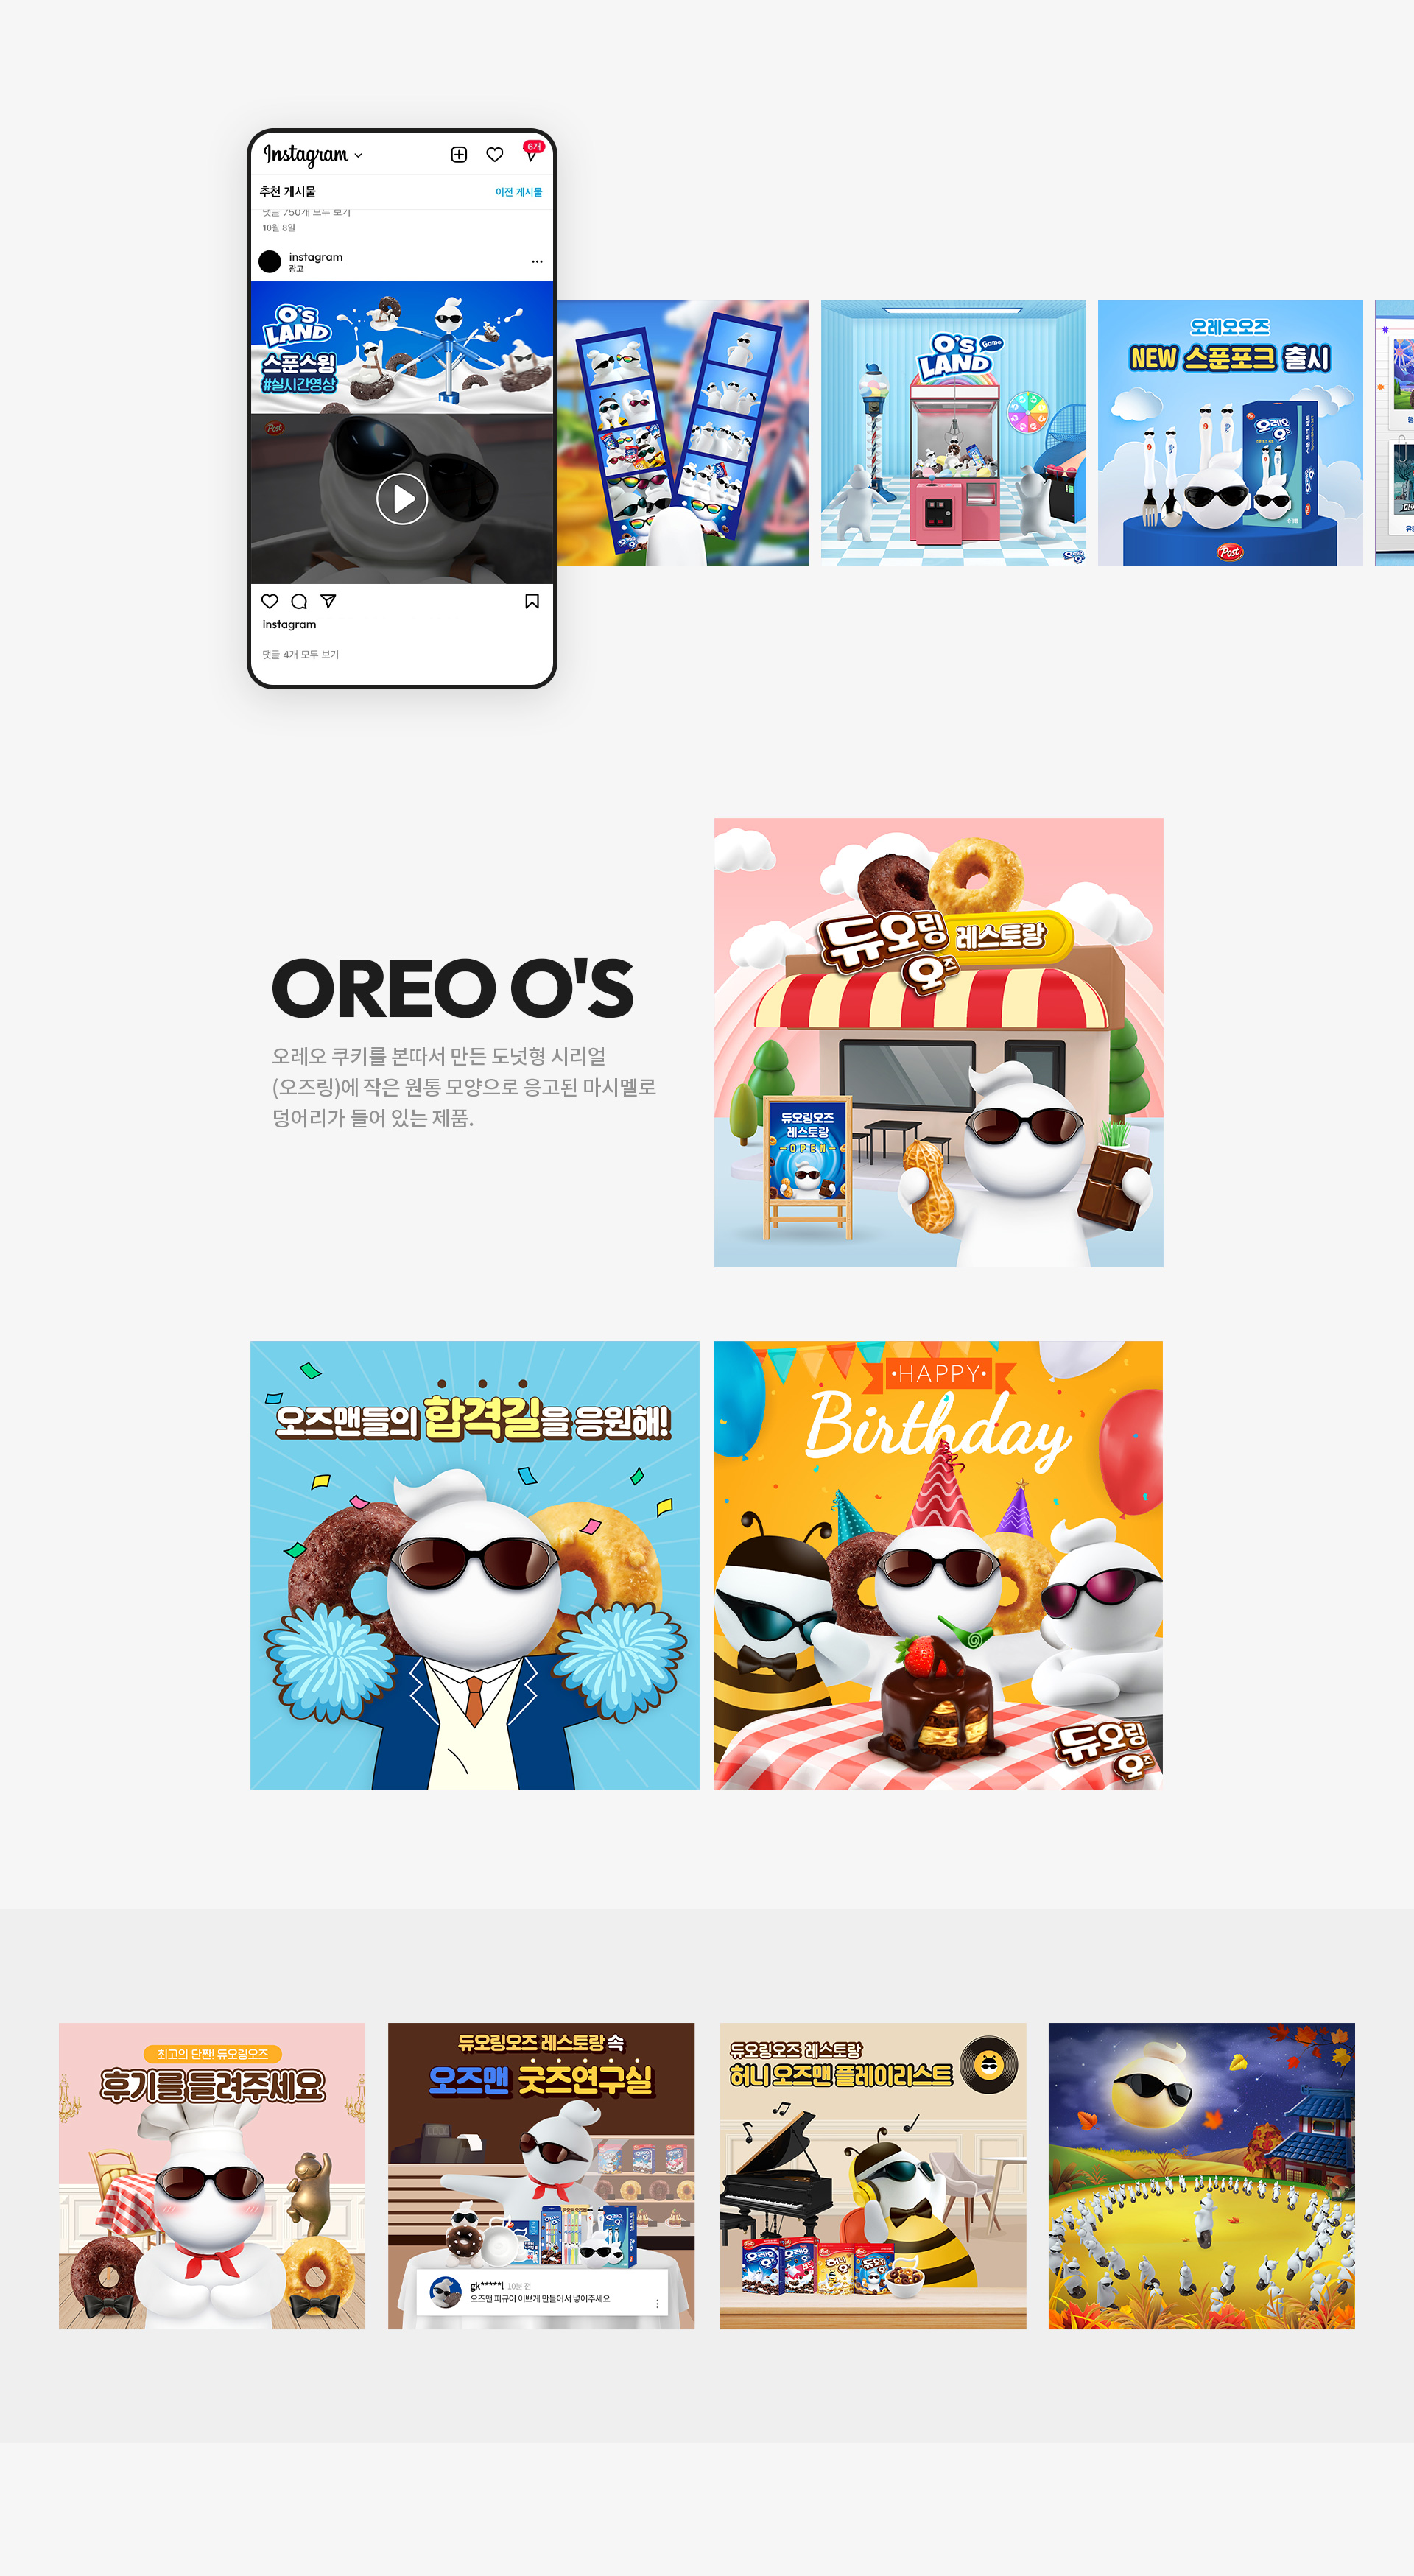 Instagram
6개
추천 게시물
이전 게시물
댓글 750개 모두 보기
10월 8일
instagram
광고
O's
LAND
스푼스윙
#실시간영상
Post
instagram
댓글 4개 모두 보기
O's
LAND
Game
오레오오즈
NEW 스푼포크 출시
오레오
오즈
Post
OREO O'S
오레오 쿠키를 본따서 만든 도넛형 시리얼
(오즈링)에 작은 원통 모양으로 응고된 마시멜로
덩어리가 들어 있는 제품.
듀오링
오즈
레스토랑
듀오링오즈
레스토랑
OPEN
오즈맨들의 합격길을 응원해!
HAPPY
Birthday
듀오링
오즈
최고의 단짠! 듀오링오즈
후기를 들려주세요
듀오링오즈 레스토랑 속
오즈맨 굿즈연구실
gk*****l 10분 전
오즈맨 피규어 이쁘게 만들어서 넣어주세요
듀오링오즈 레스토랑
허니 오즈맨 플레이리스트